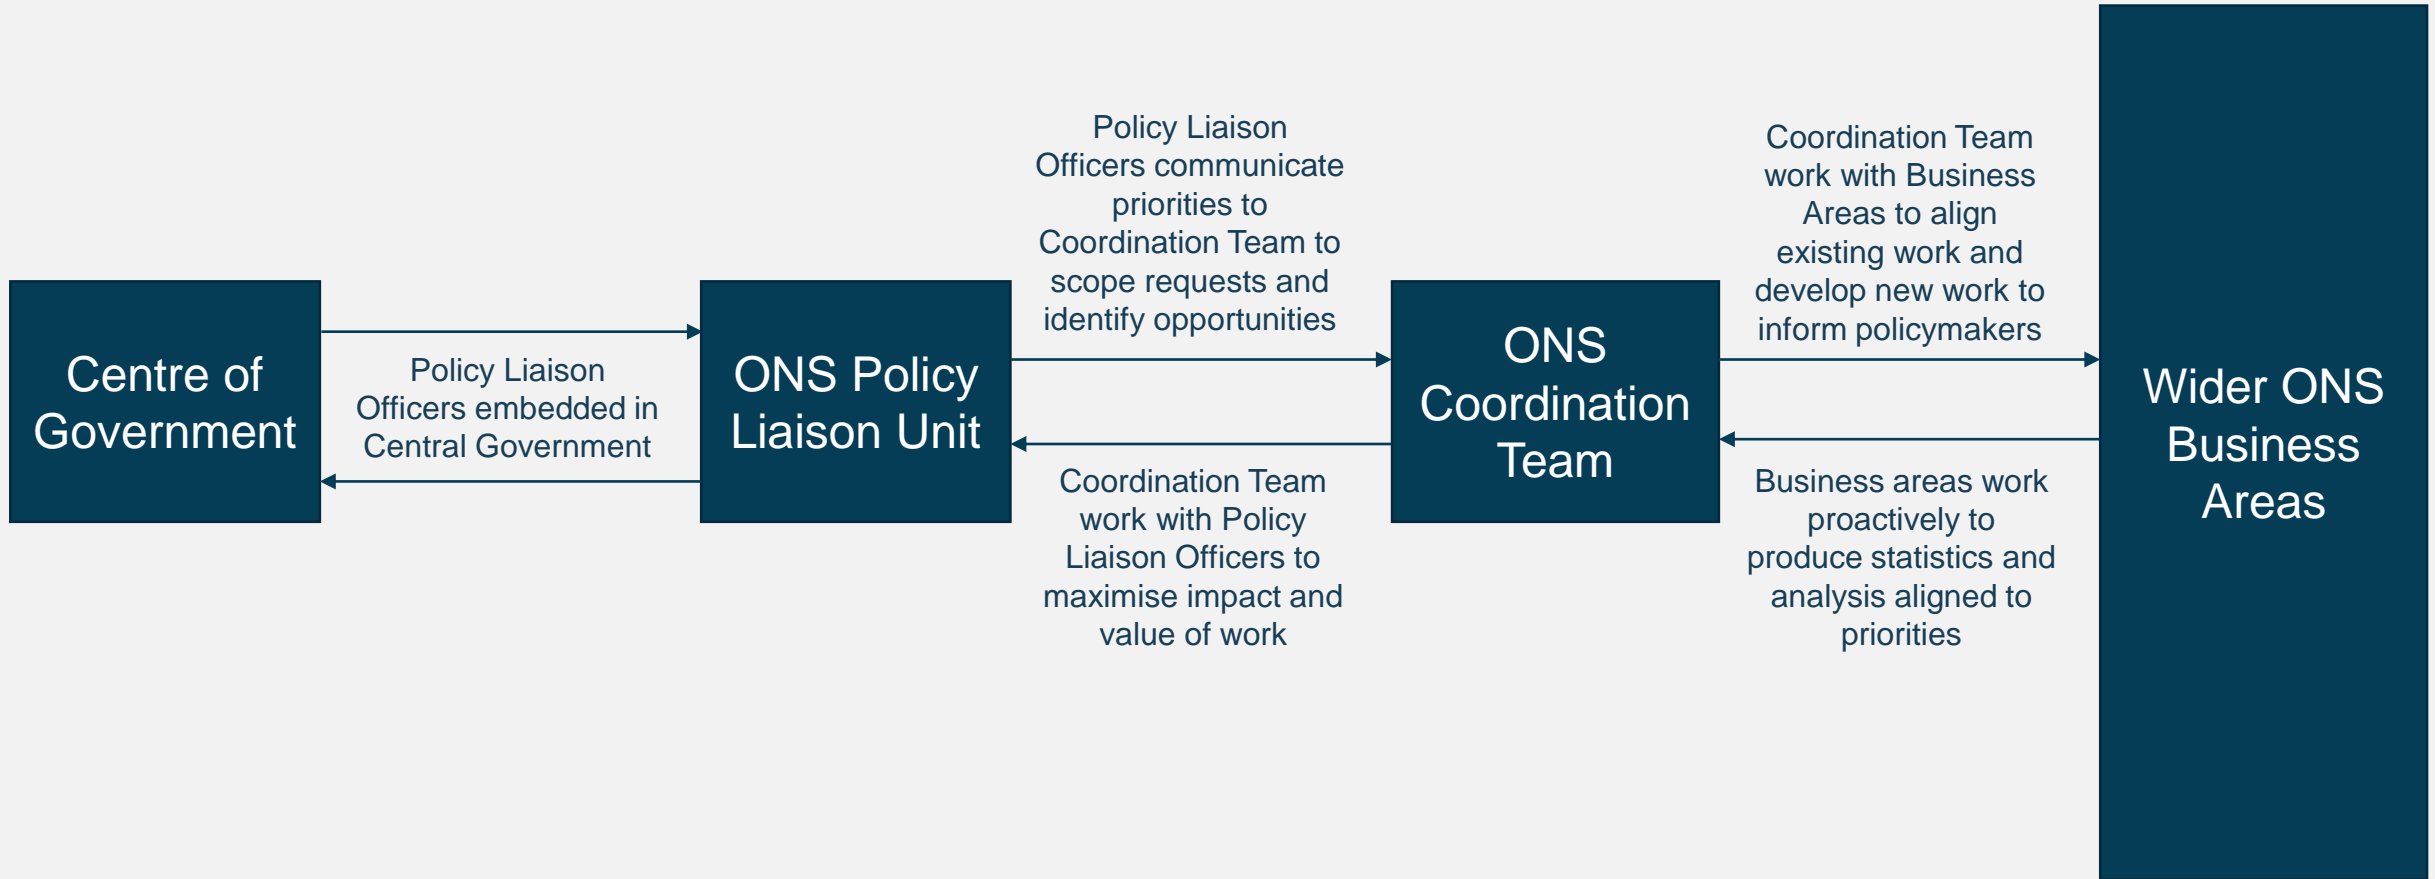 Centre of
Government
Policy Liaison
Officers embedded in
Central Government
ONS Policy
Liaison Unit
Policy Liaison
Officers communicate
priorities to
Coordination Team to
scope requests and
identify opportunities
Coordination Team
work with Policy
Liaison Officers to
maximise impact and
value of work
ONS
Coordination
Team
Coordination Team
work with Business
Areas to align
existing work and
develop new work to
inform policymakers
Business areas work
proactively to
produce statistics and
analysis aligned to
priorities
Wider ONS
Business
Areas